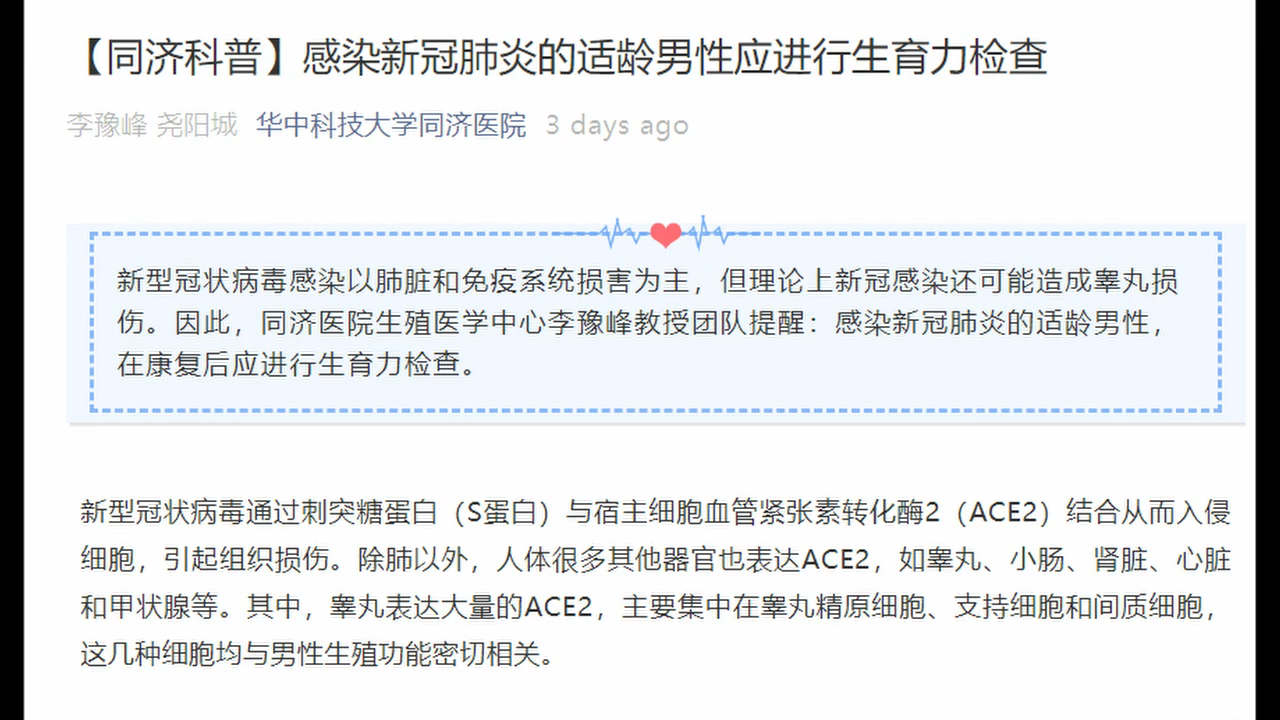 【同济科普】感染新冠肺炎的适龄男性应进行生育力检查
李豫峰 尧阳城 华中科技大学同济医院 3 days ago
新型冠状病毒感染以肺脏和免疫系统损害为主，但理论上新冠感染还可能造成睾丸损
伤。因此，同济医院生殖医学中心李豫峰教授团队提醒：感染新冠肺炎的适龄男性，
在康复后应进行生育力检查。
新型冠状病毒通过刺突糖蛋白（S蛋白）与宿主细胞血管紧张素转化酶2（ACE2）结合从而入侵
细胞，引起组织损伤。除肺以外，人体很多其他器官也表达ACE2，如睾丸、小肠、肾脏、心脏
和甲状腺等。其中，睾丸表达大量的ACE2，主要集中在睾丸精原细胞、支持细胞和间质细胞，
这几种细胞均与男性生殖功能密切相关。